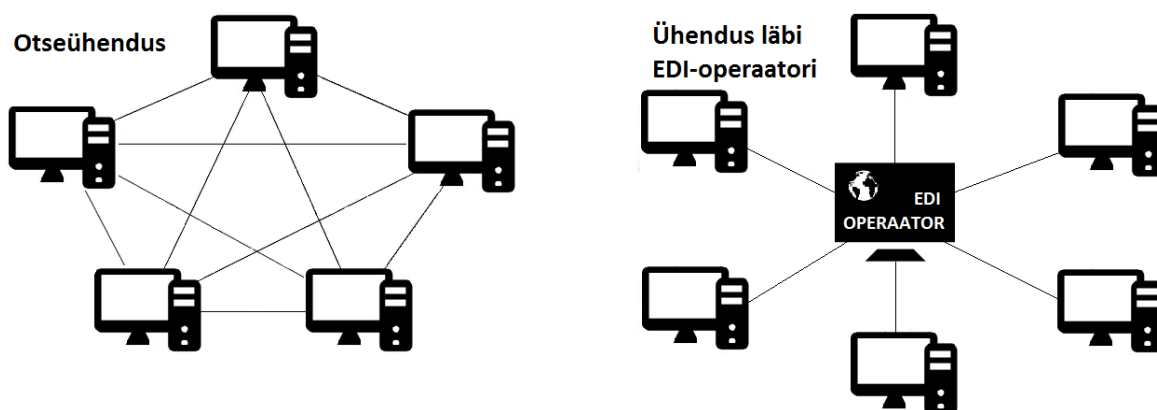 Otseühendus
Ühendus läbi
EDI-operaatori
EDI
OPERAATOR